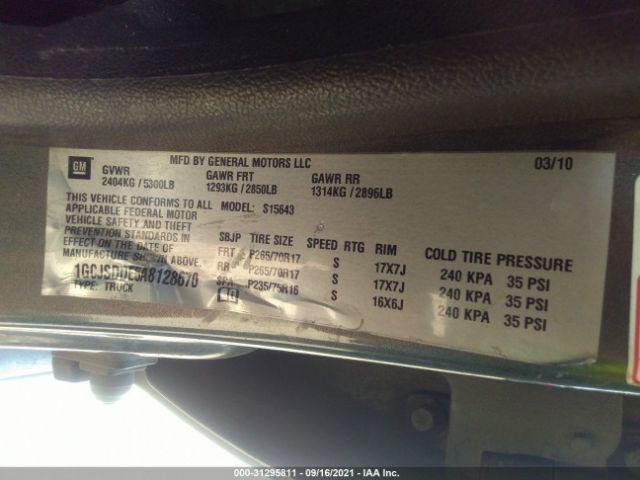 GM
MFD BY GENERAL MOTORS LLC
03/10
GVWR GAWR FRT GAWR RR
2404KG / 5300LB 1293KG / 2850LB 1314KG / 2896LB
THIS VEHICLE CONFORMS TO ALL
APPLICABLE FEDERAL MOTOR
VEHICLE SAFETY AND THEFT
PREVENTION STANDARDS IN
EFFECT ON THE DATE OF
MANUFACTURE SHOWN ABOVE.
TYPE: TRUCK
MODEL: S15643
SBJP TIRE SIZE SPEED RTG RIM COLD TIRE PRESSURE
FRT P265/70R17 S 17X7J 240 KPA 35 PSI
RR P265/70R17 S 17X7J 240 KPA 35 PSI
SPA P235/75R16 S 16X6J 240 KPA 35 PSI
000-31295811 - 09/16/2021 - IAA Inc.